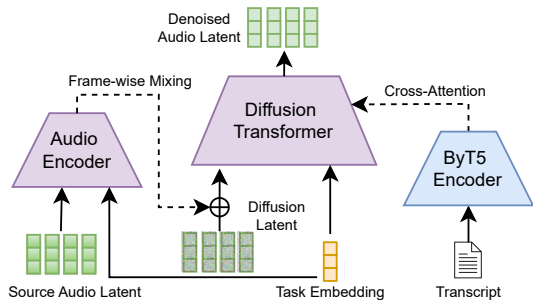 Denoised
Audio Latent
Frame-wise Mixing
Cross-Attention
Diffusion
Transformer
Audio
Encoder
ByT5
Encoder
Diffusion
Latent
Source Audio Latent
Task Embedding
Transcript